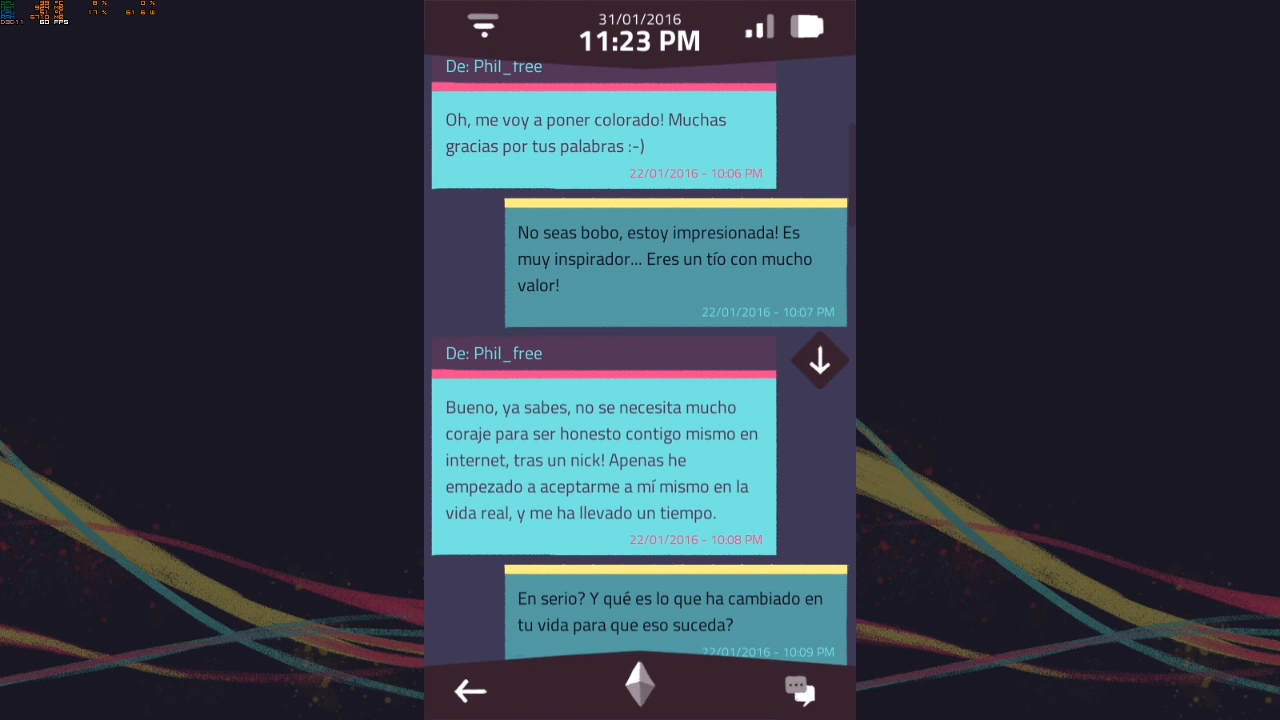 31/01/2016
11:23 PM
De: Phil_free
Oh, me voy a poner colorado! Muchas
gracias por tus palabras :-)
22/01/2016 - 10:06 PM
No seas bobo, estoy impresionada! Es
muy inspirador... Eres un tío con mucho
valor!
22/01/2016 - 10:07 PM
De: Phil_free
Bueno, ya sabes, no se necesita mucho
coraje para ser honesto contigo mismo en
internet, tras un nick! Apenas he
empezado a aceptarme a mí mismo en la
vida real, y me ha llevado un tiempo.
22/01/2016 - 10:08 PM
En serio? Y qué es lo que ha cambiado en
tu vida para que eso suceda?
22/01/2016 - 10:09 PM